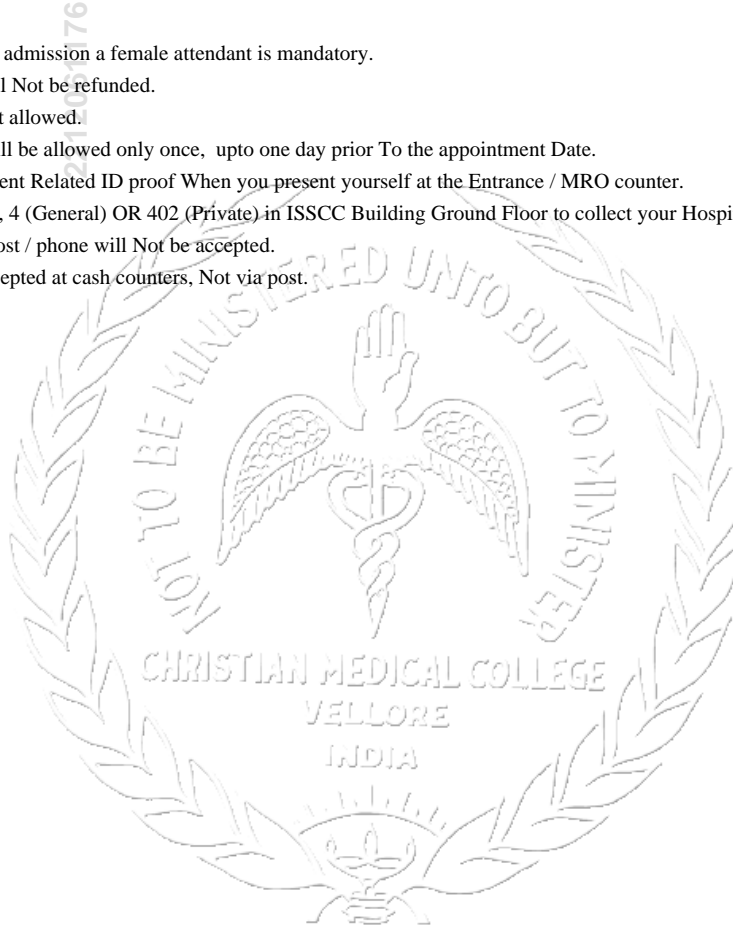 admission a female attendant is mandatory.
l Not be refunded.
t allowed.
ll be allowed only once, upto one day prior To the appointment Date.
ent Related ID proof When you present yourself at the Entrance / MRO counter.
, 4 (General) OR 402 (Private) in ISSCC Building Ground Floor to collect your Hospi
ost / phone will Not be accepted.
epted at cash counters, Not via post.
NOT TO BE MINISTERED UNTO BUT TO MINISTER
CHRISTIAN MEDICAL COLLEGE
VELLORE
INDIA